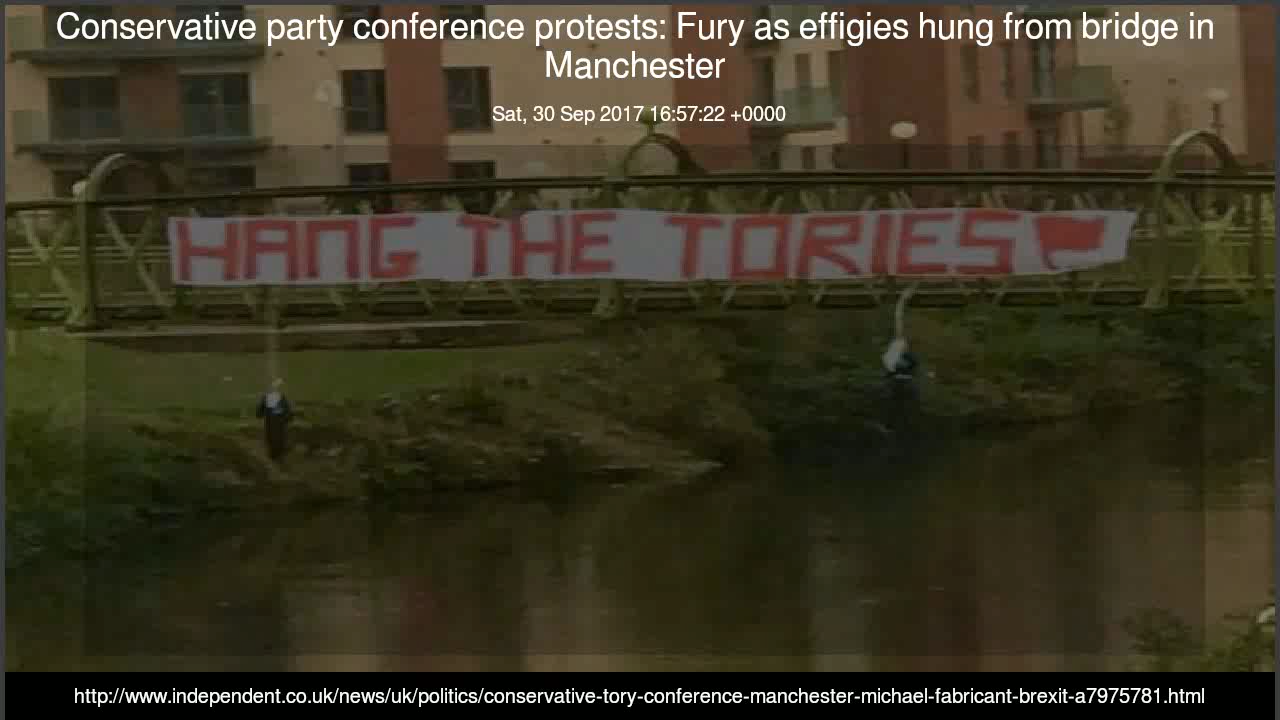 Conservative party conference protests: Fury as effigies hung from bridge in
Manchester
Sat, 30 Sep 2017 16:57:22 +0000
HANG THE TORIES
http://www.independent.co.uk/news/uk/politics/conservative-tory-conference-manchester-michael-fabricant-brexit-a7975781.html